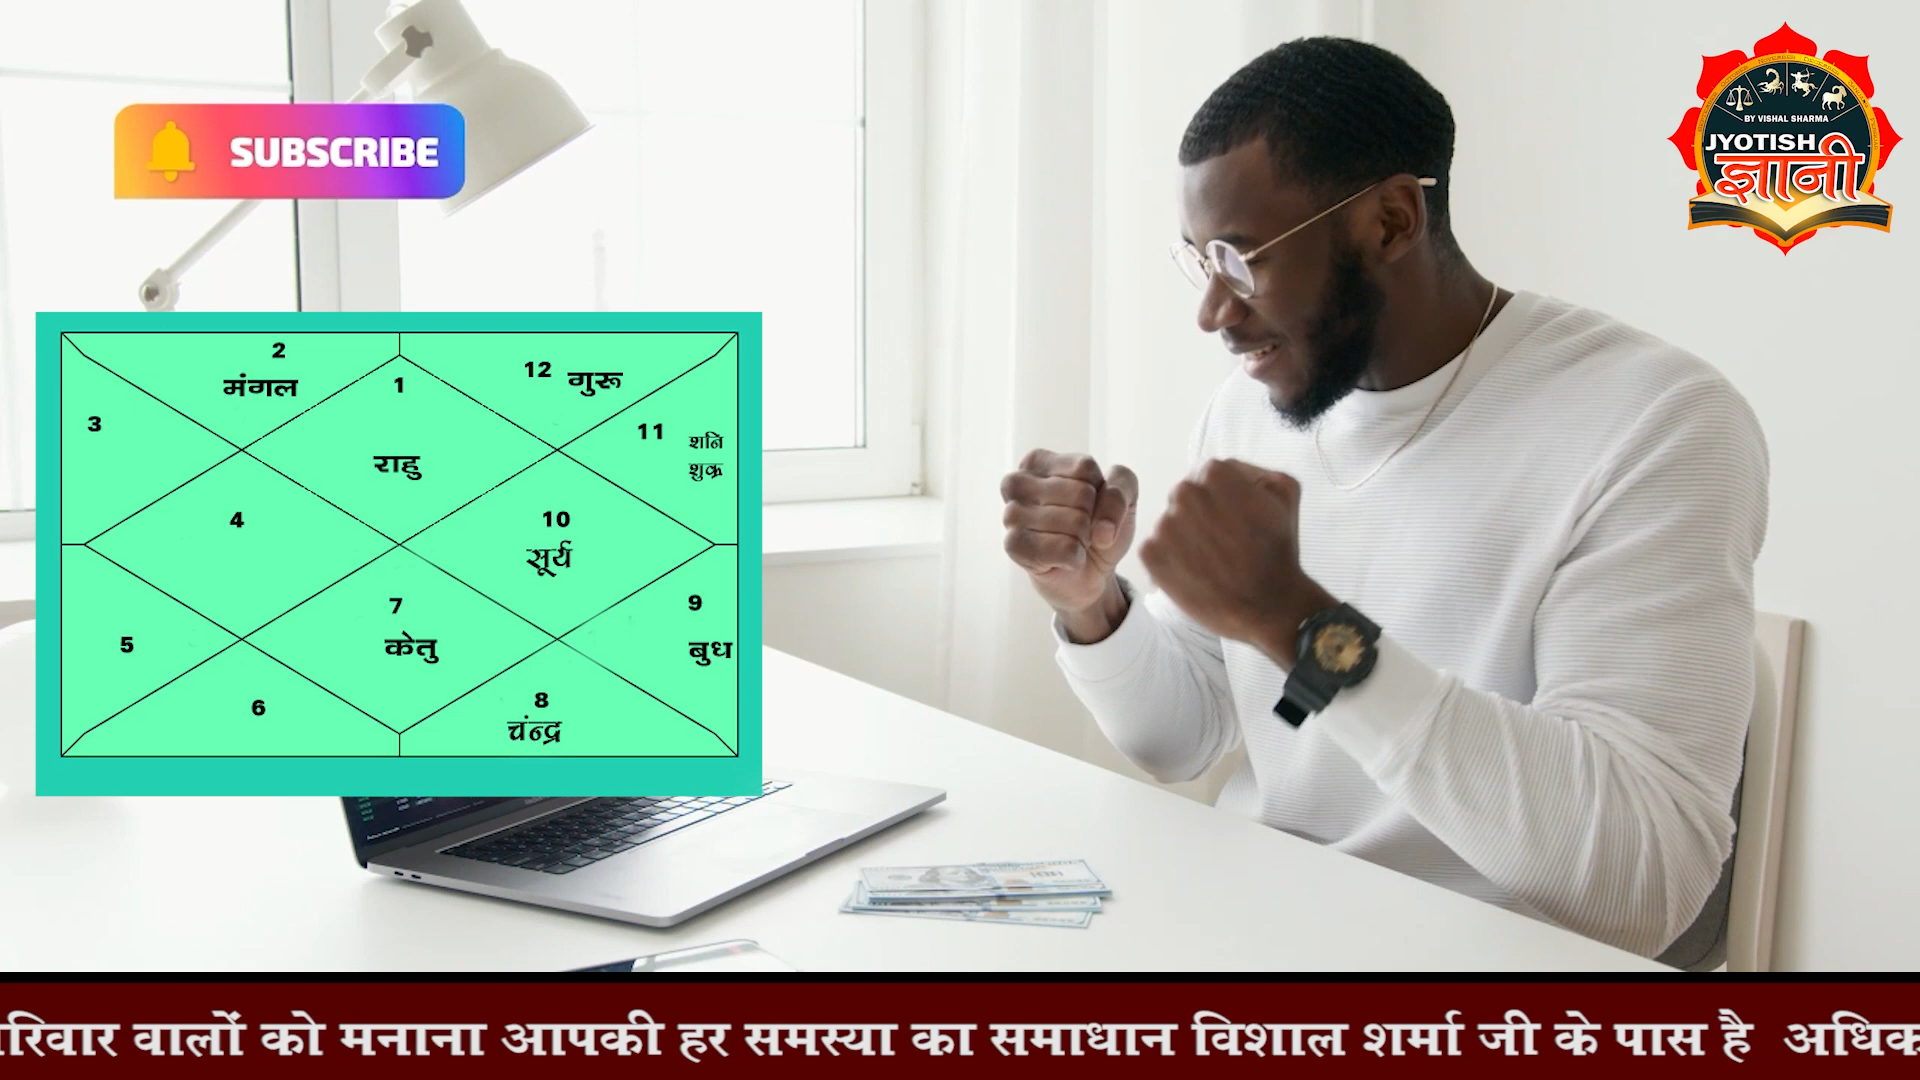 SUBSCRIBE
BY VISHAL SHARMA
JYOTISH
ज्ञानी
2
मंगल
1
12 गुरू
3
11 शनि
शुक्र
राहु
4
10
सूर्य
7
केतु
9
बुध
5
6
8
चंन्द्र
रिवार वालों को मनाना आपकी हर समस्या का समाधान विशाल शर्मा जी के पास है अधिक